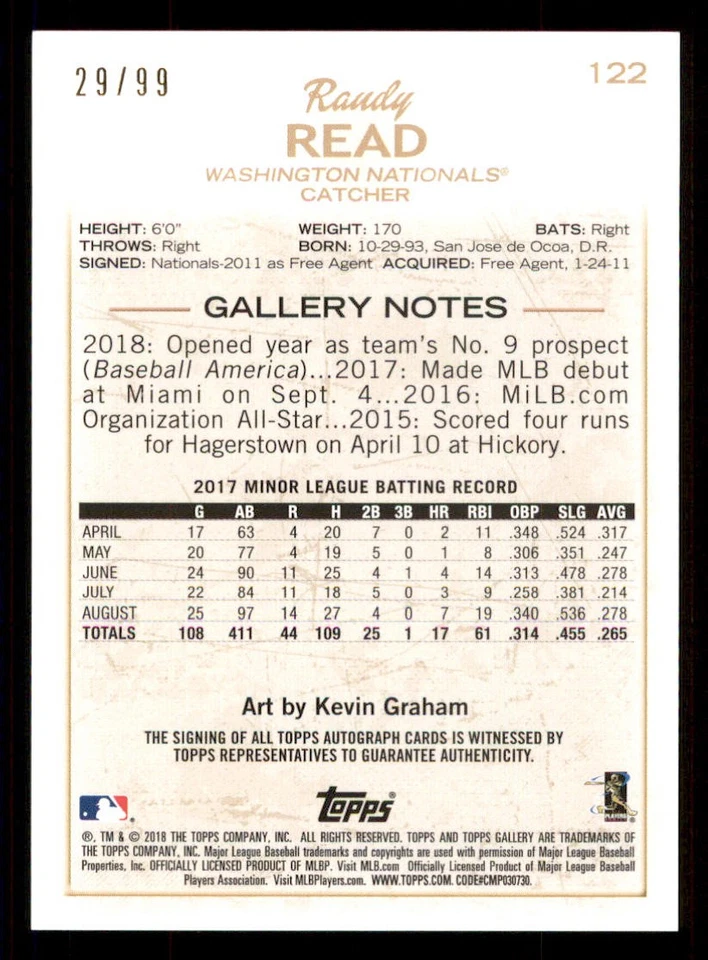 29/99
122
Randy
READ
WASHINGTON NATIONALS®
CATCHER
HEIGHT: 6'0" WEIGHT: 170 BATS: Right
THROWS: Right BORN: 10-29-93, San Jose de Ocoa, D.R.
SIGNED: Nationals-2011 as Free Agent ACQUIRED: Free Agent, 1-24-11
GALLERY NOTES
2018: Opened year as team's No. 9 prospect
(Baseball America)...2017: Made MLB debut
at Miami on Sept. 4...2016: MiLB.com
Organization All-Star...2015: Scored four runs
for Hagerstown on April 10 at Hickory.
2017 MINOR LEAGUE BATTING RECORD
G AB R H 2B 3B HR RBI OBP SLG AVG
APRIL 17 63 4 20 7 0 2 11 .348 .524 .317
MAY 20 77 4 19 5 0 1 8 .306 .351 .247
JUNE 24 90 11 25 4 1 4 14 .313 .478 .278
JULY 22 84 11 18 5 0 3 9 .258 .381 .214
AUGUST 25 97 14 27 4 0 7 19 .340 .536 .278
TOTALS 108 411 44 109 25 1 17 61 .314 .455 .265
Art by Kevin Graham
THE SIGNING OF ALL TOPPS AUTOGRAPH CARDS IS WITNESSED BY
TOPPS REPRESENTATIVES TO GUARANTEE AUTHENTICITY.
Topps®
PLAYERS
®, TM & © 2018 THE TOPPS COMPANY, INC. ALL RIGHTS RESERVED. TOPPS AND TOPPS GALLERY ARE TRADEMARKS OF
THE TOPPS COMPANY, INC. Major League Baseball trademarks and copyrights are used with permission of Major League Baseball
Properties, Inc. OFFICIALLY LICENSED PRODUCT OF MLBP. Visit MLB.com Officially Licensed Product of Major League Baseball
Players Association. Visit MLBPlayers.com. WWW.TOPPS.COM. CODE#CMP030730.